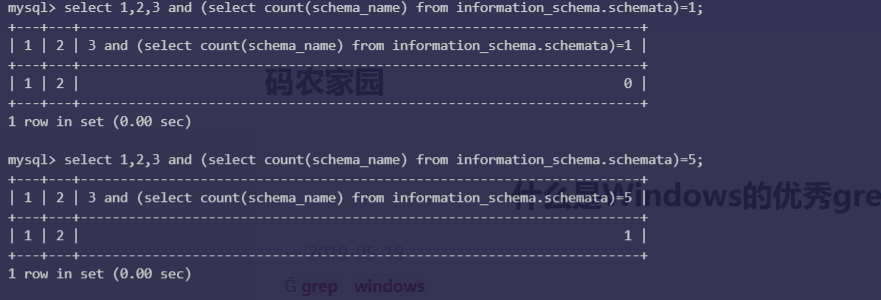 mysql> select 1,2,3 and (select count(schema_name) from information_schema.schemata)=1;
+---+---+---------------------------------------------------------------+
| 1 | 2 | 3 and (select count(schema_name) from information_schema.schemata)=1 |
+---+---+---------------------------------------------------------------+
| 1 | 2 | 0 |
+---+---+---------------------------------------------------------------+
1 row in set (0.00 sec)
码农家园
mysql> select 1,2,3 and (select count(schema_name) from information_schema.schemata)=5;
+---+---+---------------------------------------------------------------+
| 1 | 2 | 3 and (select count(schema_name) from information_schema.schemata)=5 |
+---+---+---------------------------------------------------------------+
| 1 | 2 | 1 |
+---+---+---------------------------------------------------------------+
1 row in set (0.00 sec)
什么是Windows的优秀gre
2019-05-18
grep windows